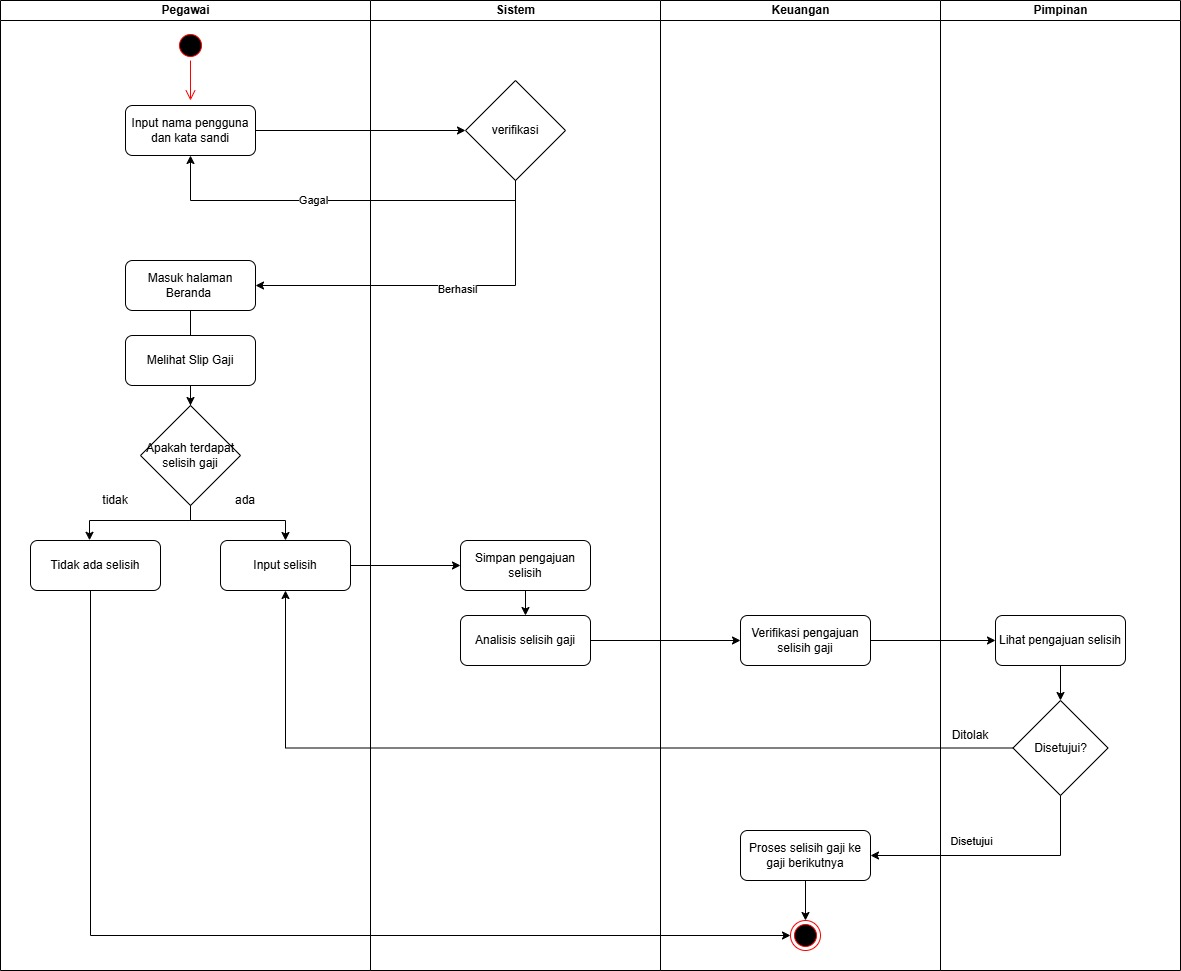 Pegawai
Sistem
Keuangan
Pimpinan
Input nama pengguna
dan kata sandi
verifikasi
Gagal
Masuk halaman
Beranda
Berhasil
Melihat Slip Gaji
Apakah terdapat
selisih gaji
tidak
ada
Tidak ada selisih
Input selisih
Simpan pengajuan
selisih
Analisis selisih gaji
Verifikasi pengajuan
selisih gaji
Lihat pengajuan selisih
Ditolak
Disetujui?
Disetujui
Proses selisih gaji ke
gaji berikutnya